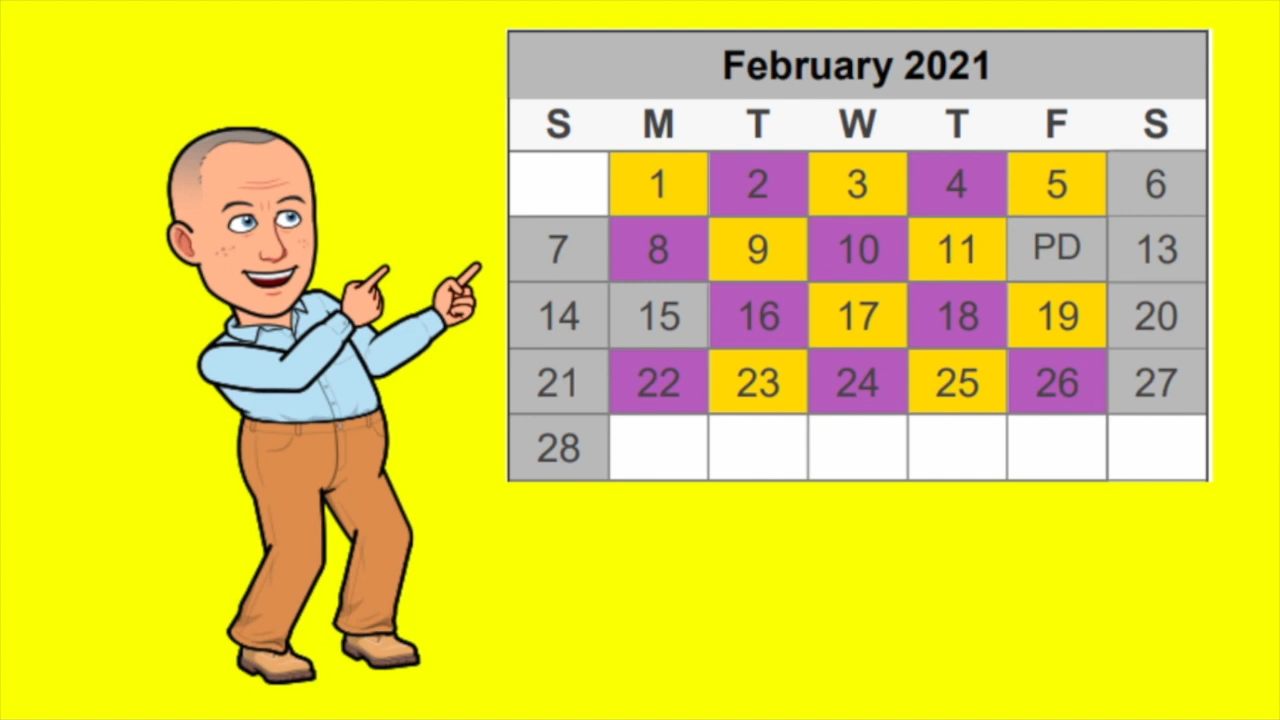 February 2021
S M T W T F S
1 2 3 4 5 6
7 8 9 10 11 PD 13
14 15 16 17 18 19 20
21 22 23 24 25 26 27
28